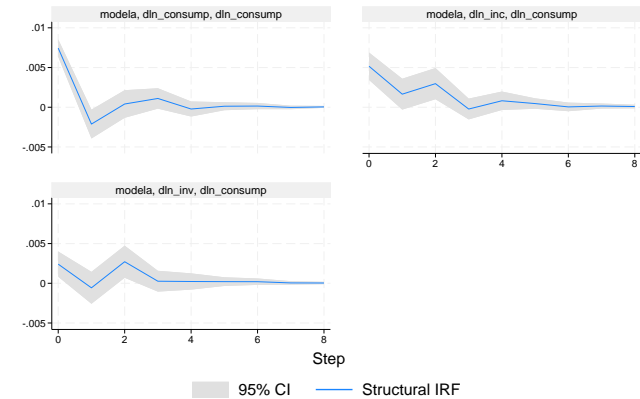 modela, dln_consump, dln_consump
.01
.005
0
-.005
modela, dln_inc, dln_consump
0 2 4 6 8
modela, dln_inv, dln_consump
.01
.005
0
-.005
0 2 4 6 8
Step
95% CI Structural IRF